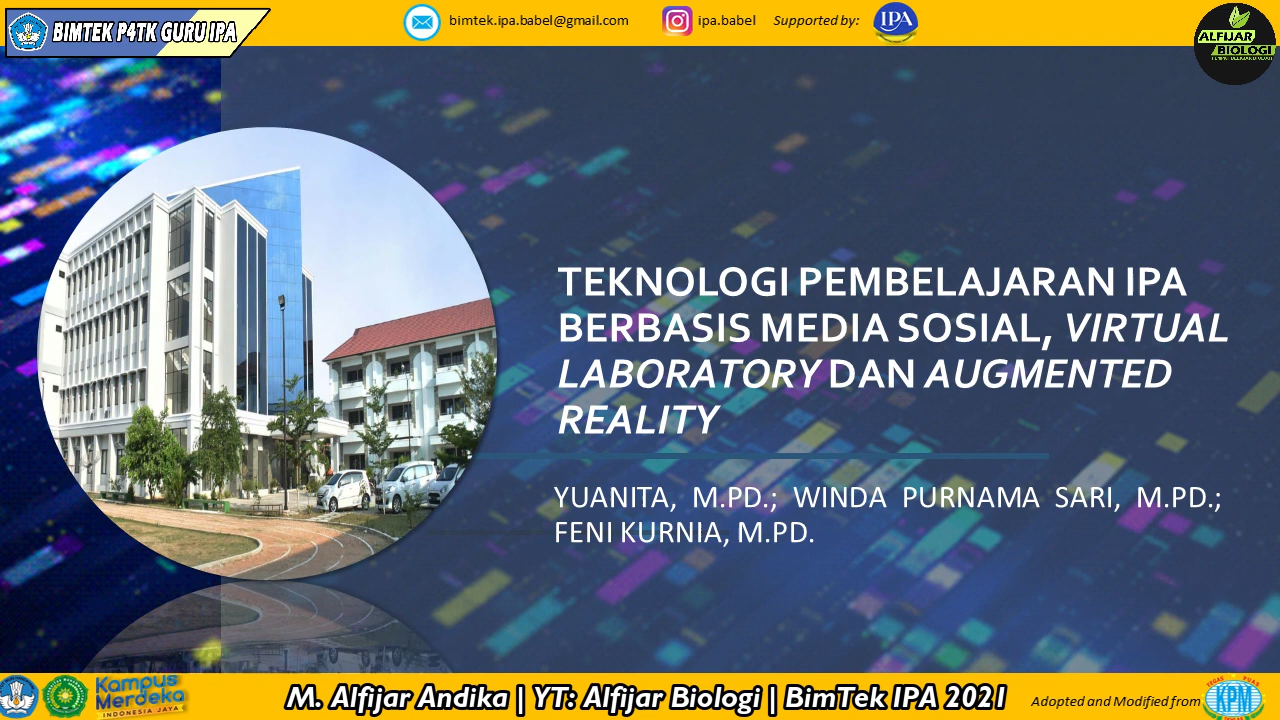 BIMTEK P4TK GURU IPA
bimtek.ipa.babel@gmail.com
ipa.babel
Supported by:
IPA
ALFIJAR
BIOLOGI
TEKNOLOGI PEMBELAJARAN IPA
BERBASIS MEDIA SOSIAL, VIRTUAL
LABORATORY DAN AUGMENTED
REALITY
YUANITA, M.PD.; WINDA PURNAMA SARI, M.PD.;
FENI KURNIA, M.PD.
Kampus
Merdeka
INDONESIA JAYA
M. Alfijar Andika | YT: Alfijar Biologi | BimTek IPA 2021
Adopted and Modified from
KPM